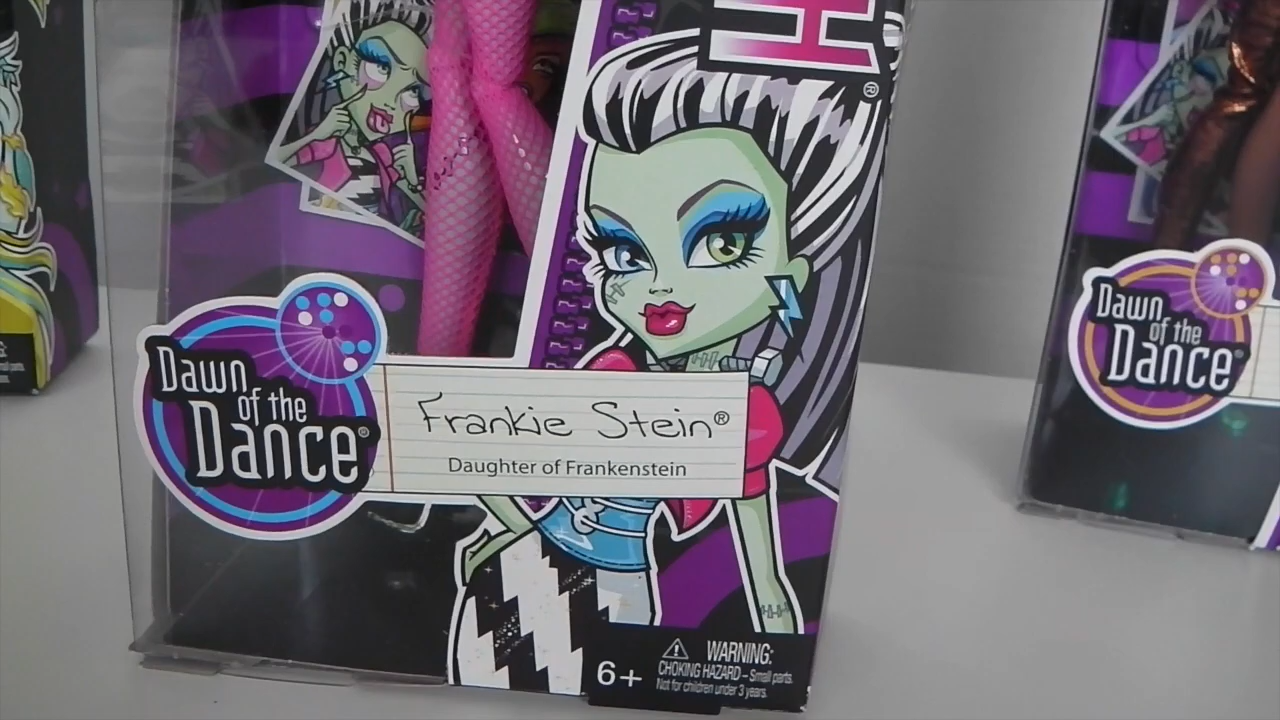 H
®
Dawn
of the
Dance®
Frankie Stein®
Daughter of Frankenstein
6+
WARNING:
CHOKING HAZARD – Small parts.
Not for children under 3 years.
Dawn
of the
Dance®